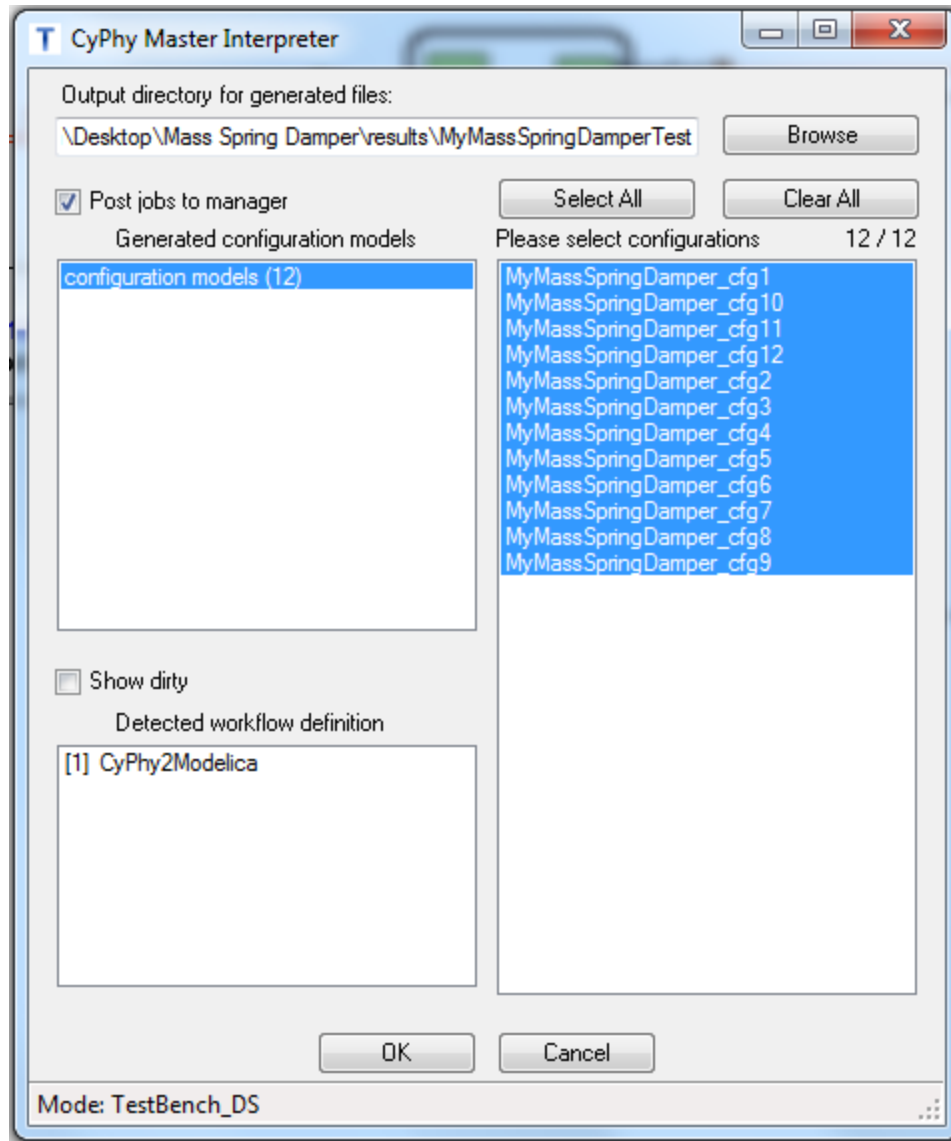 CyPhy Master Interpreter
Output directory for generated files:
\Desktop\Mass Spring Damper\results\MyMassSpringDamperTest
Browse
Post jobs to manager
Select All
Clear All
Generated configuration models
Please select configurations 12 / 12
configuration models (12)
MyMassSpringDamper_cfg1
MyMassSpringDamper_cfg10
MyMassSpringDamper_cfg11
MyMassSpringDamper_cfg12
MyMassSpringDamper_cfg2
MyMassSpringDamper_cfg3
MyMassSpringDamper_cfg4
MyMassSpringDamper_cfg5
MyMassSpringDamper_cfg6
MyMassSpringDamper_cfg7
MyMassSpringDamper_cfg8
MyMassSpringDamper_cfg9
Show dirty
Detected workflow definition
[1] CyPhy2Modelica
OK
Cancel
Mode: TestBench_DS